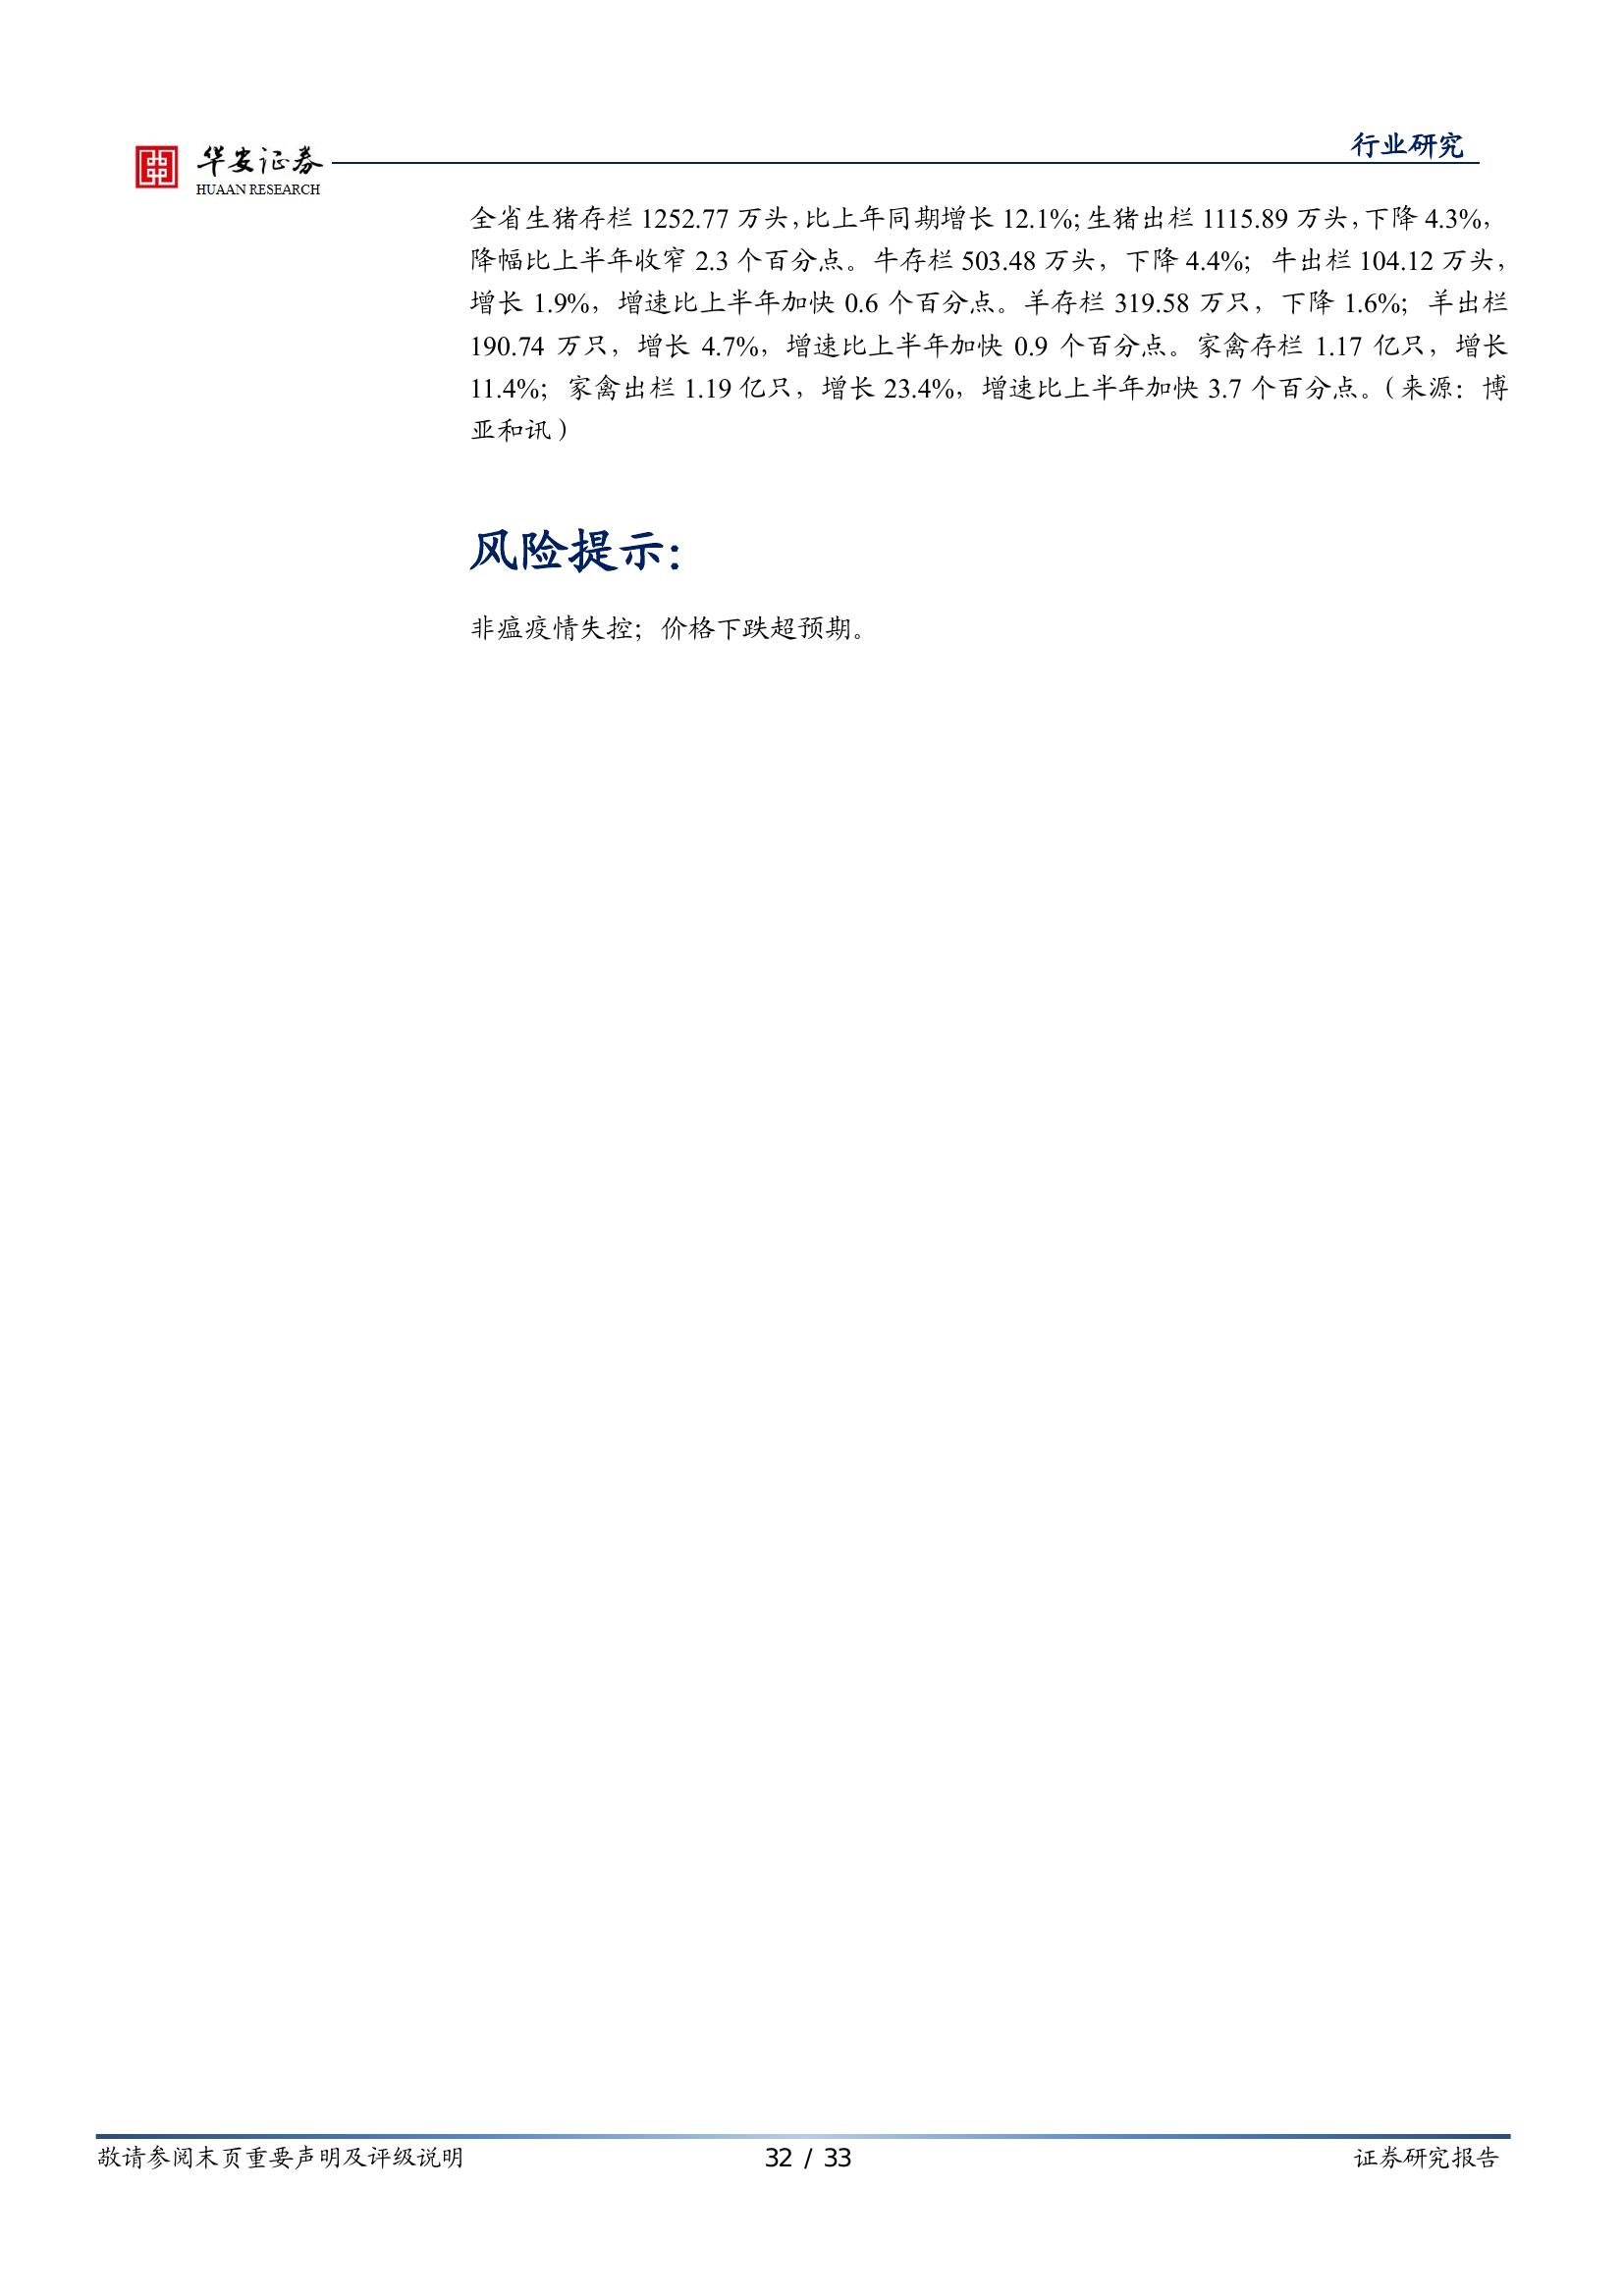 华安证券
HUAAN RESEARCH
行业研究
全省生猪存栏 1252.77 万头，比上年同期增长 12.1%；生猪出栏 1115.89 万头，下降 4.3%，
降幅比上半年收窄 2.3 个百分点。牛存栏 503.48 万头，下降 4.4%；牛出栏 104.12 万头，
增长 1.9%，增速比上半年加快 0.6 个百分点。羊存栏 319.58 万只，下降 1.6%；羊出栏
190.74 万只，增长 4.7%，增速比上半年加快 0.9 个百分点。家禽存栏 1.17 亿只，增长
11.4%；家禽出栏 1.19 亿只，增长 23.4%，增速比上半年加快 3.7 个百分点。（来源：博
亚和讯）
风险提示：
非瘟疫情失控；价格下跌超预期。
敬请参阅末页重要声明及评级说明
32 / 33
证券研究报告